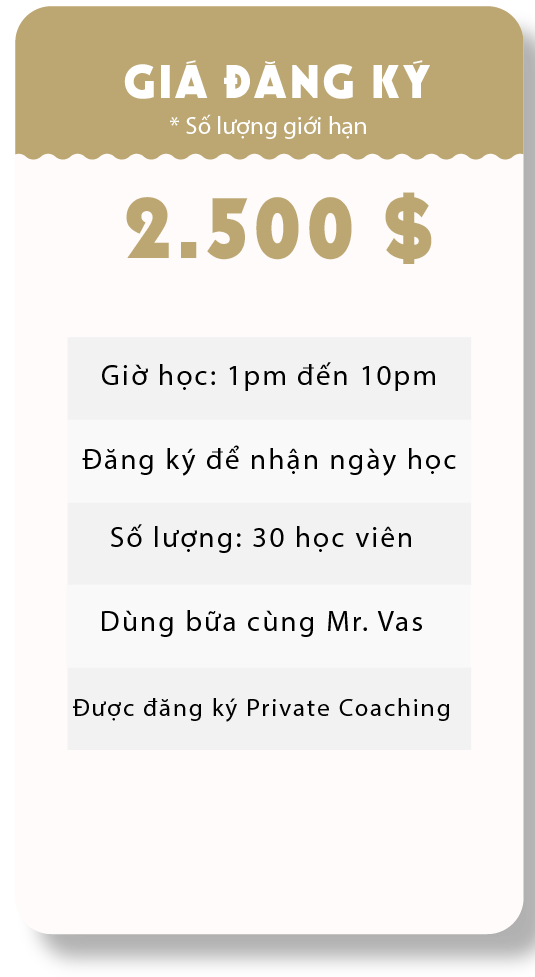 GIÁ ĐĂNG KÝ
* Số lượng giới hạn
2.500 $
Giờ học: 1pm đến 10pm
Đăng ký để nhận ngày học
Số lượng: 30 học viên
Dùng bữa cùng Mr. Vas
Được đăng ký Private Coaching